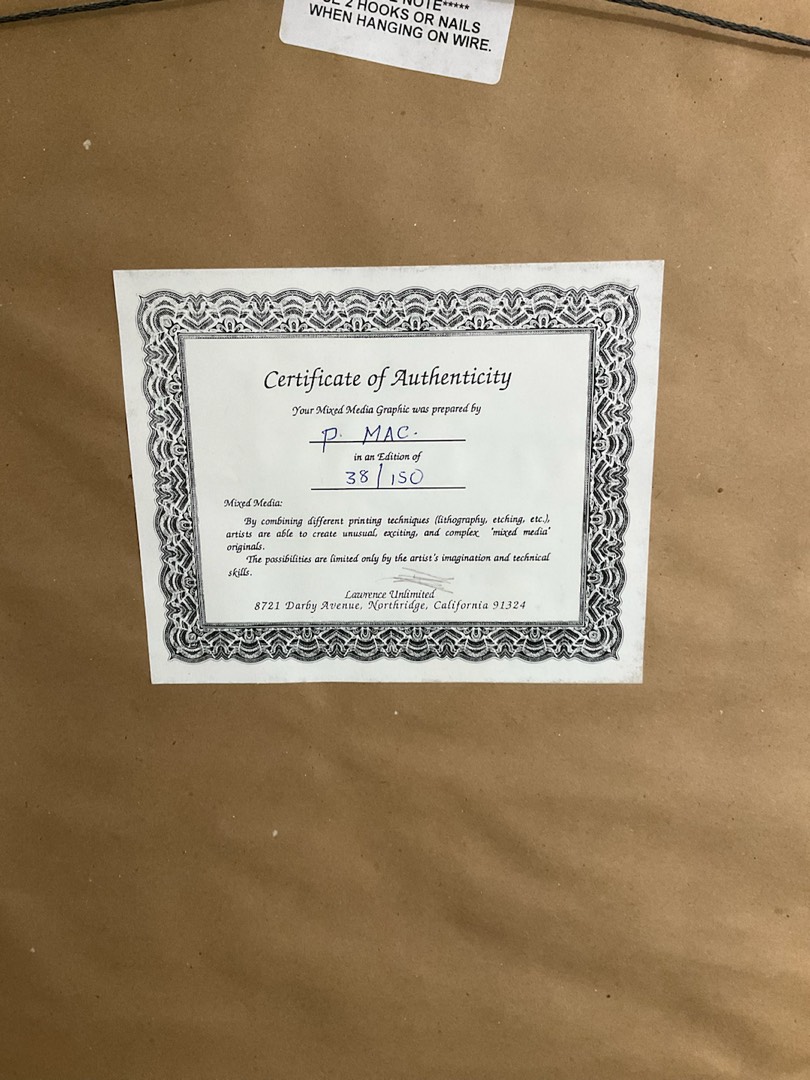 NOTE*****
2 HOOKS OR NAILS
WHEN HANGING ON WIRE.
Certificate of Authenticity
Your Mixed Media Graphic was prepared by
P. MAC.
in an Edition of
38/150
Mixed Media:
By combining different printing techniques (lithography, etching, etc.),
artists are able to create unusual, exciting, and complex 'mixed media'
originals.
The possibilities are limited only by the artist's imagination and technical
skills.
Lawrence Unlimited
8721 Darby Avenue, Northridge, California 91324